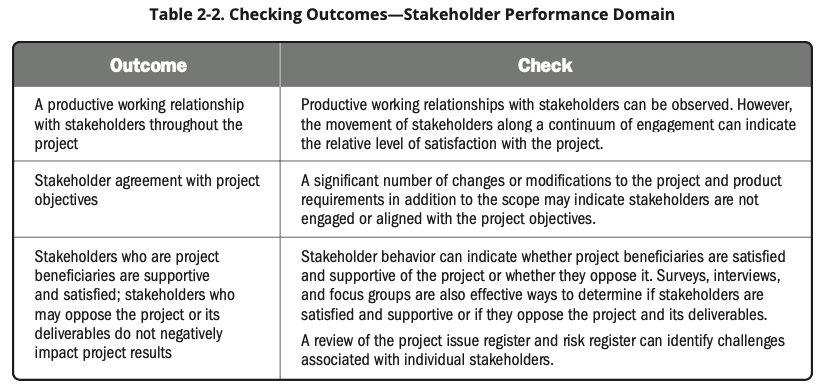 Table 2-2. Checking Outcomes—Stakeholder Performance Domain
Outcome
Check
A productive working relationship
with stakeholders throughout the
project
Productive working relationships with stakeholders can be observed. However,
the movement of stakeholders along a continuum of engagement can indicate
the relative level of satisfaction with the project.
Stakeholder agreement with project
objectives
A significant number of changes or modifications to the project and product
requirements in addition to the scope may indicate stakeholders are not
engaged or aligned with the project objectives.
Stakeholders who are project
beneficiaries are supportive
and satisfied; stakeholders who
may oppose the project or its
deliverables do not negatively
impact project results
Stakeholder behavior can indicate whether project beneficiaries are satisfied
and supportive of the project or whether they oppose it. Surveys, interviews,
and focus groups are also effective ways to determine if stakeholders are
satisfied and supportive or if they oppose the project and its deliverables.
A review of the project issue register and risk register can identify challenges
associated with individual stakeholders.